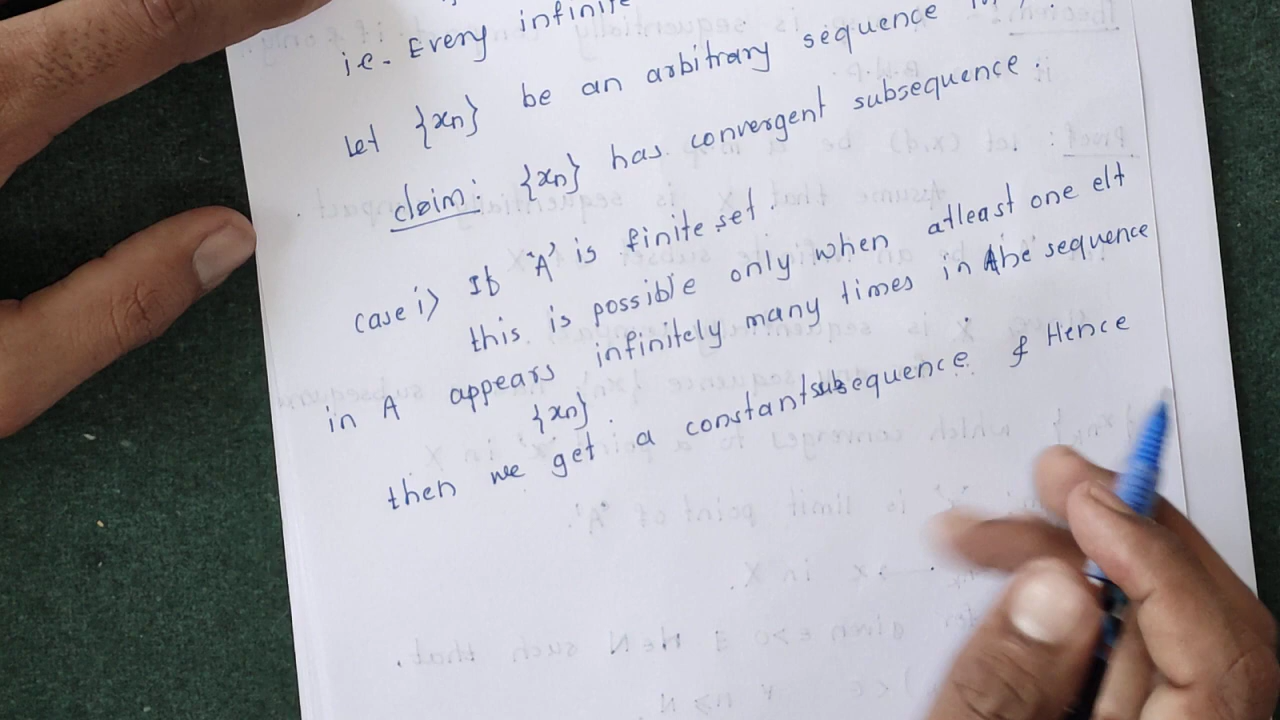 ie. Every infinite
Let {xn} be an arbitrary sequence
claim: {xn} has convergent subsequence.
case i) If 'A' is finite set.
this is possible only when atleast one elt
in A appears infinitely many times in the sequence
{xn}.
then we get a constant subsequence & Hence